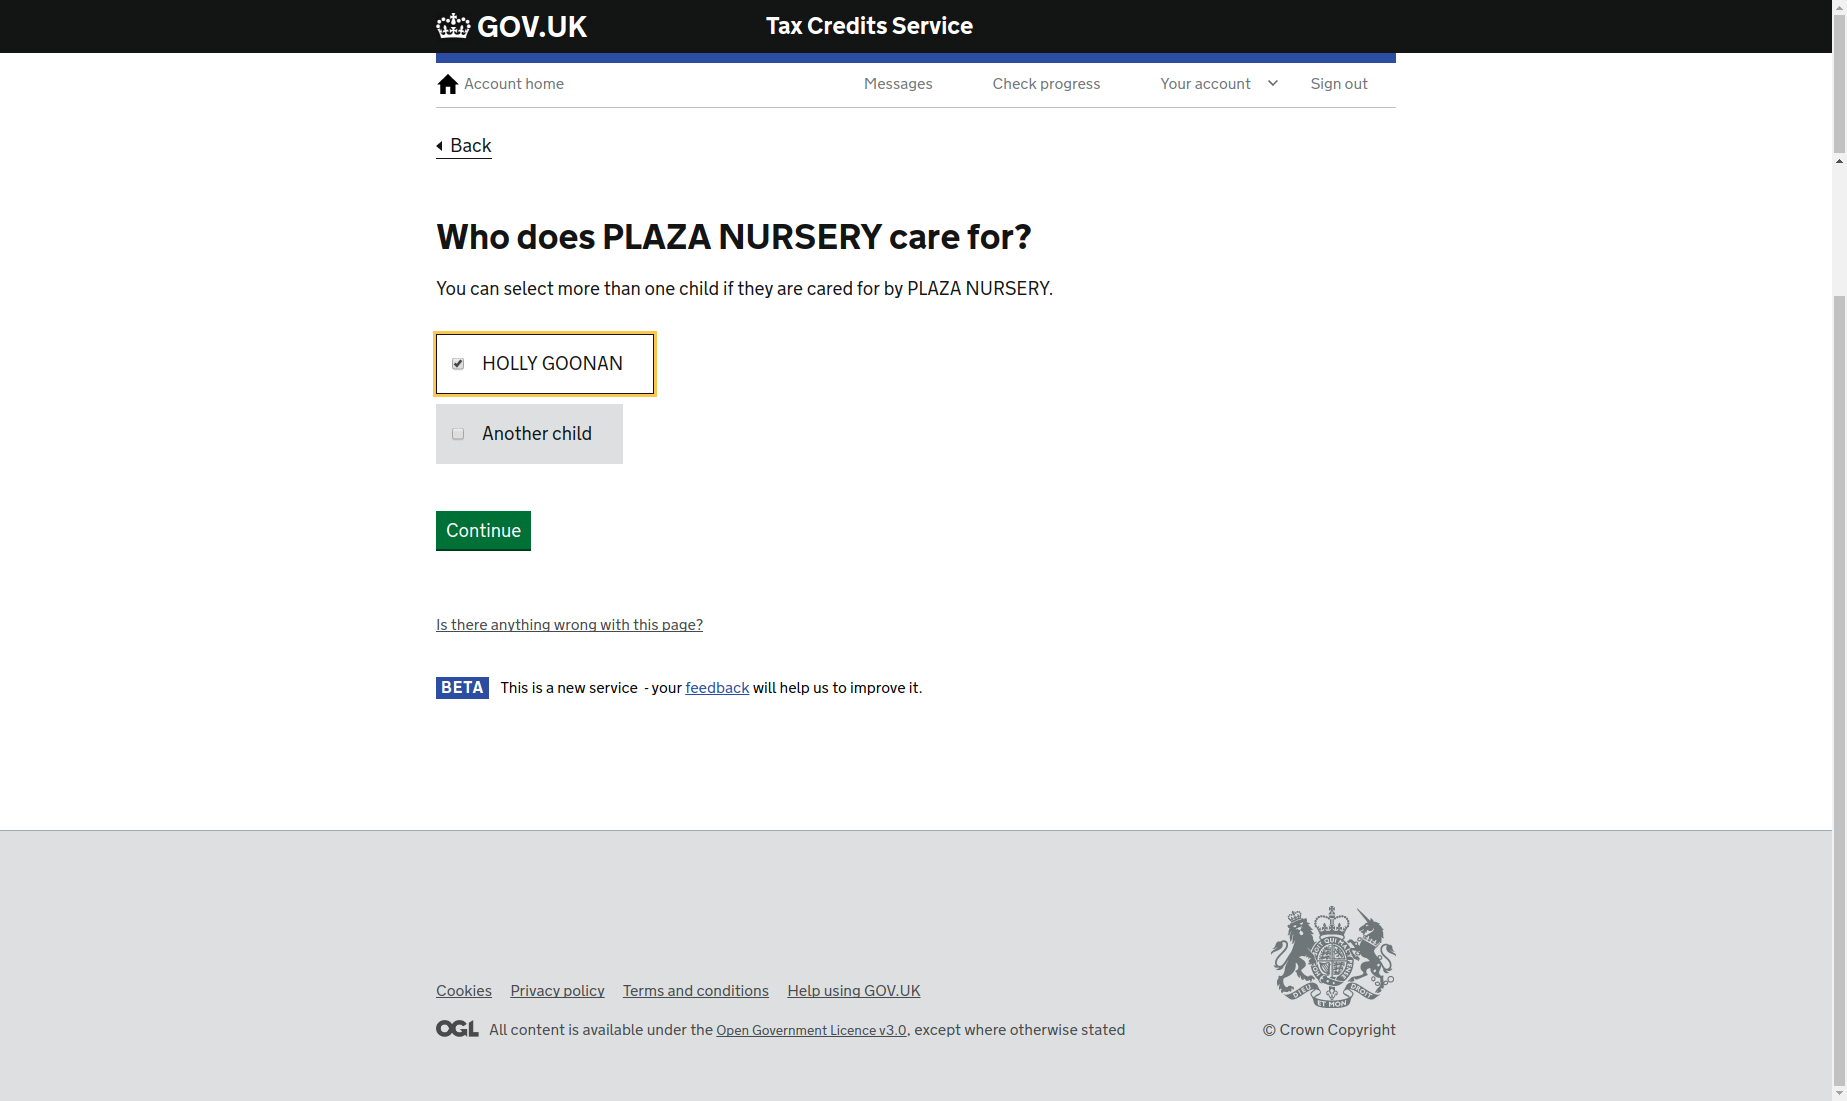 GOV.UK
Tax Credits Service
Account home
Messages
Check progress
Your account
Sign out
Back
Who does PLAZA NURSERY care for?
You can select more than one child if they are cared for by PLAZA NURSERY.
HOLLY GOONAN
Another child
Continue
Is there anything wrong with this page?
BETA This is a new service - your feedback will help us to improve it.
Cookies Privacy policy Terms and conditions Help using GOV.UK
OGL All content is available under the Open Government Licence v3.0, except where otherwise stated
DIEU ET MON DROIT
© Crown Copyright